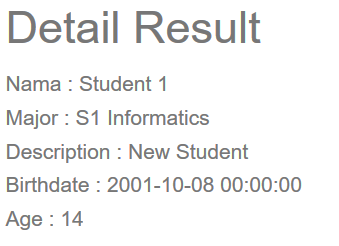 Detail Result
Nama : Student 1
Major : S1 Informatics
Description : New Student
Birthdate : 2001-10-08 00:00:00
Age : 14